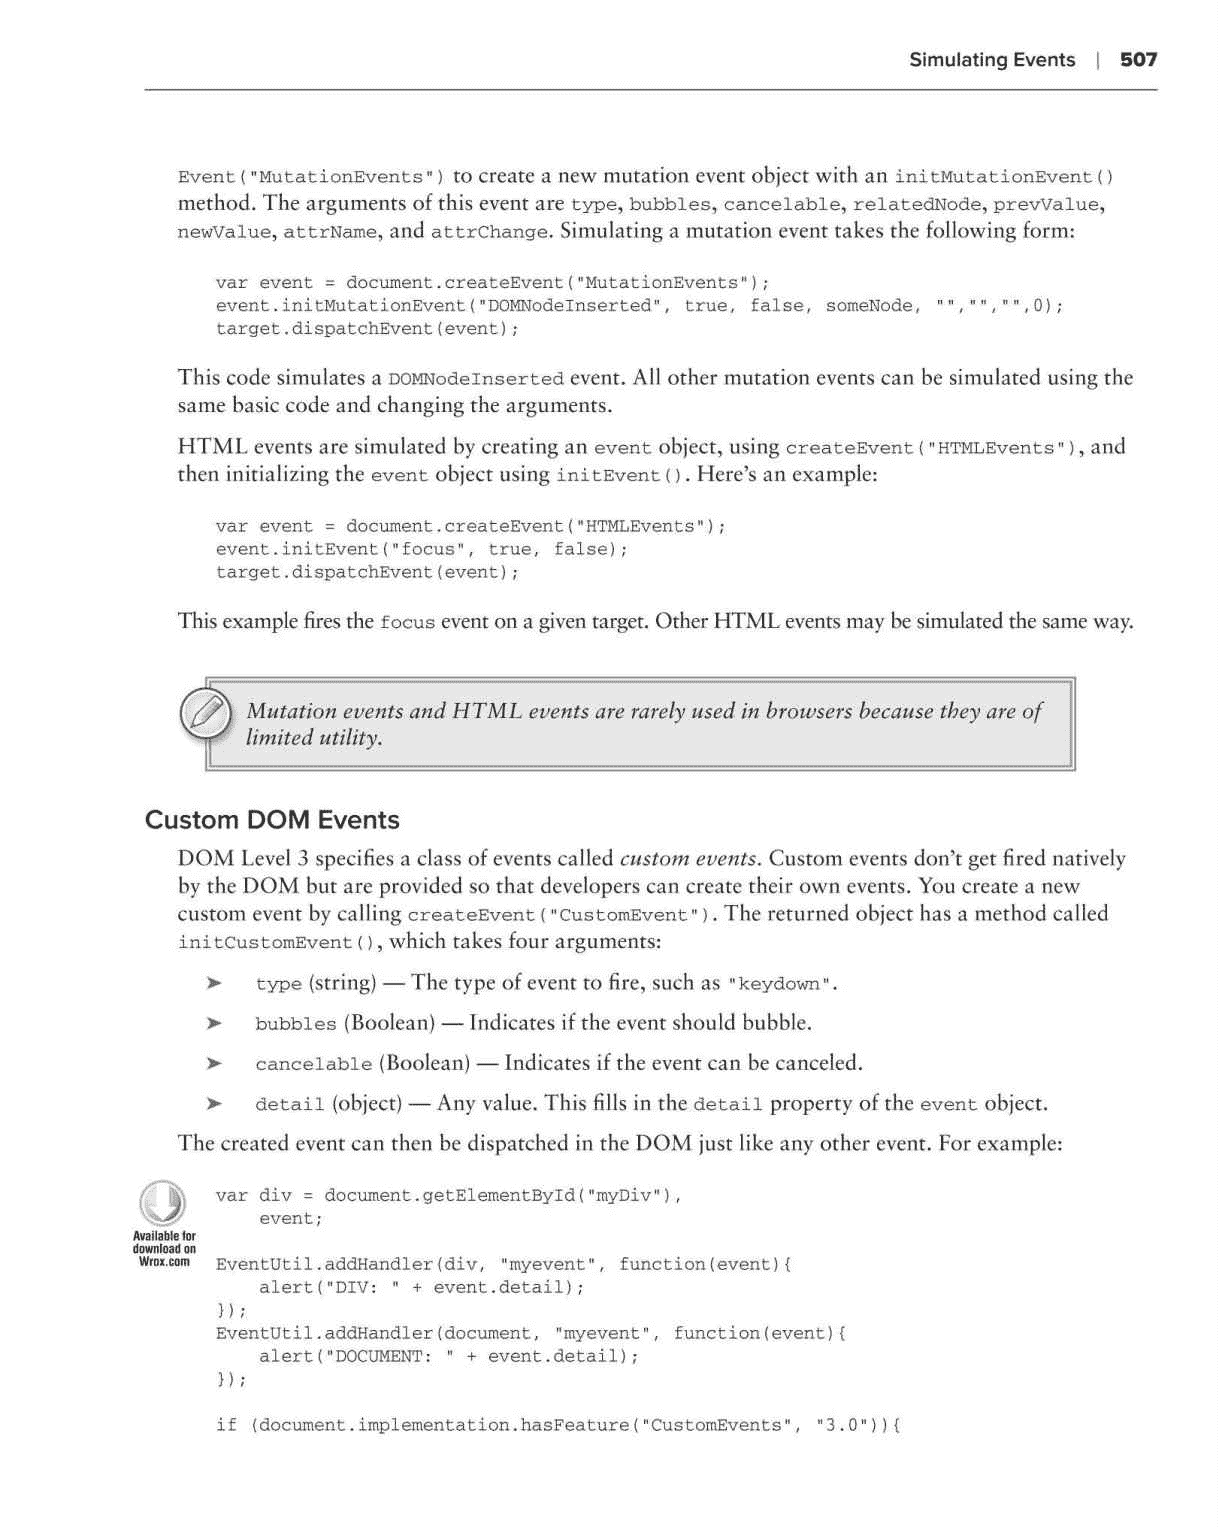 Simulating Events | 507
Event("MutationEvents") to create a new mutation event object with an initMutationEvent()
method. The arguments of this event are type, bubbles, cancelable, relatedNode, prevValue,
newValue, attrName, and attrChange. Simulating a mutation event takes the following form:
var event = document.createEvent("MutationEvents");
event.initMutationEvent("DOMNodeInserted", true, false, someNode, "","","",0);
target.dispatchEvent(event);
This code simulates a DOMNodeInserted event. All other mutation events can be simulated using the
same basic code and changing the arguments.
HTML events are simulated by creating an event object, using createEvent("HTMLEvents"), and
then initializing the event object using initEvent(). Here's an example:
var event = document.createEvent("HTMLEvents");
event.initEvent("focus", true, false);
target.dispatchEvent(event);
This example fires the focus event on a given target. Other HTML events may be simulated the same way.
Mutation events and HTML events are rarely used in browsers because they are of
limited utility.
Custom DOM Events
DOM Level 3 specifies a class of events called custom events. Custom events don't get fired natively
by the DOM but are provided so that developers can create their own events. You create a new
custom event by calling createEvent("CustomEvent"). The returned object has a method called
initCustomEvent(), which takes four arguments:
➤ type (string) — The type of event to fire, such as "keydown".
➤ bubbles (Boolean) — Indicates if the event should bubble.
➤ cancelable (Boolean) — Indicates if the event can be canceled.
➤ detail (object) — Any value. This fills in the detail property of the event object.
The created event can then be dispatched in the DOM just like any other event. For example:
Available for
download on
Wrox.com
var div = document.getElementById("myDiv"),
    event;
EventUtil.addHandler(div, "myevent", function(event){
    alert("DIV: " + event.detail);
});
EventUtil.addHandler(document, "myevent", function(event){
    alert("DOCUMENT: " + event.detail);
});
if (document.implementation.hasFeature("CustomEvents", "3.0")){